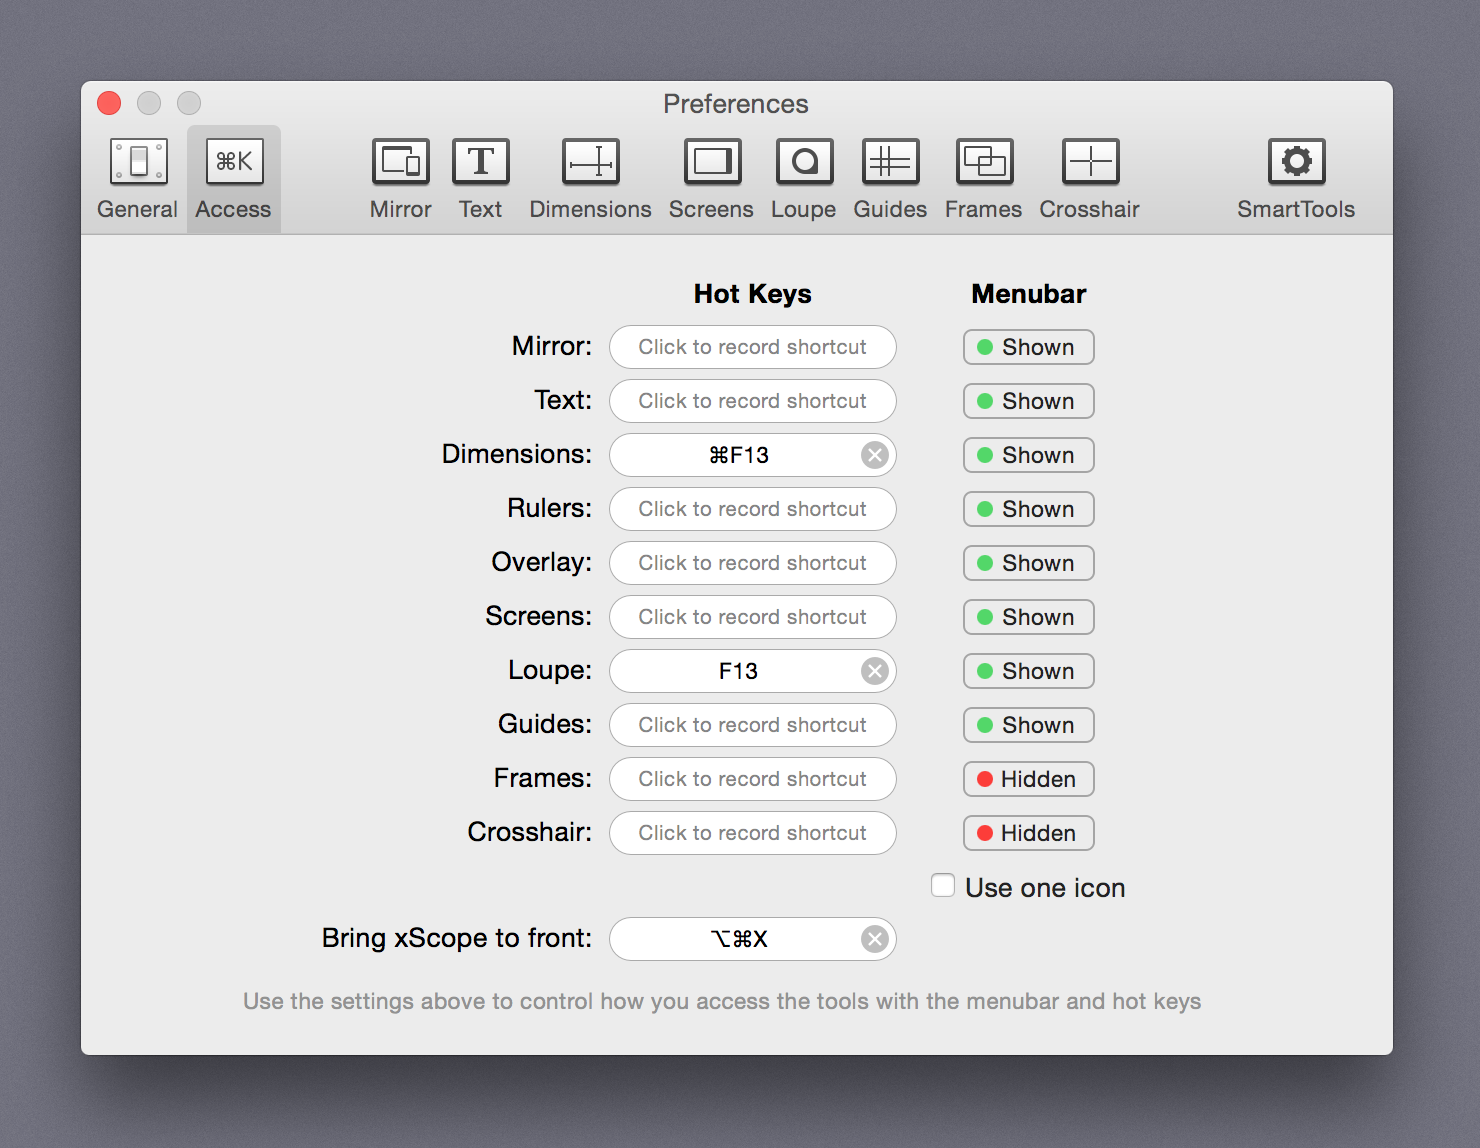 Preferences
⌘K
T
General Access Mirror Text Dimensions Screens Loupe Guides Frames Crosshair SmartTools
Hot Keys Menubar
Mirror: Click to record shortcut Shown
Text: Click to record shortcut Shown
Dimensions: ⌘F13 Shown
Rulers: Click to record shortcut Shown
Overlay: Click to record shortcut Shown
Screens: Click to record shortcut Shown
Loupe: F13 Shown
Guides: Click to record shortcut Shown
Frames: Click to record shortcut Hidden
Crosshair: Click to record shortcut Hidden
Use one icon
Bring xScope to front: ⌥⌘X
Use the settings above to control how you access the tools with the menubar and hot keys